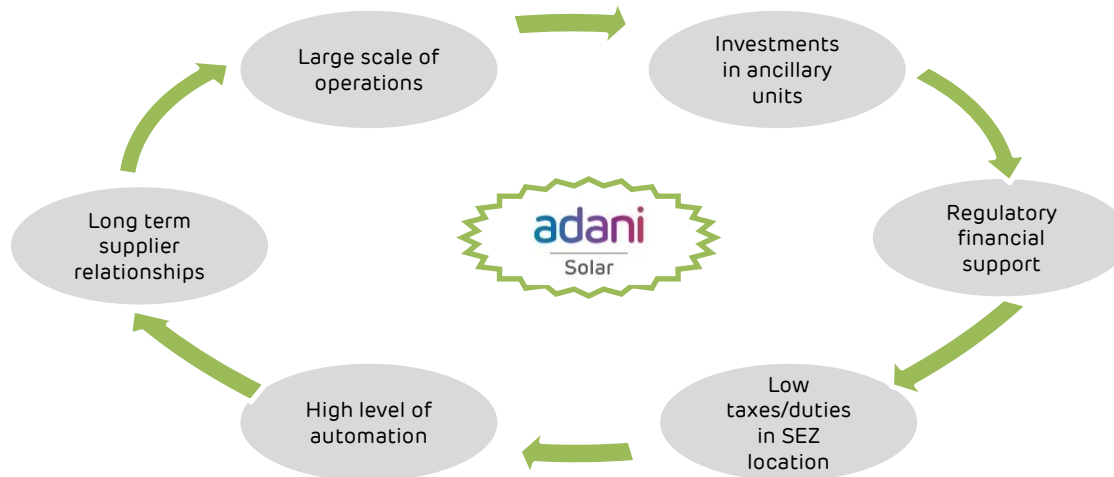 Large scale of
operations
Investments
in ancillary
units
Long term
supplier
relationships
adani
Solar
Regulatory
financial
support
High level of
automation
Low
taxes/duties
in SEZ
location